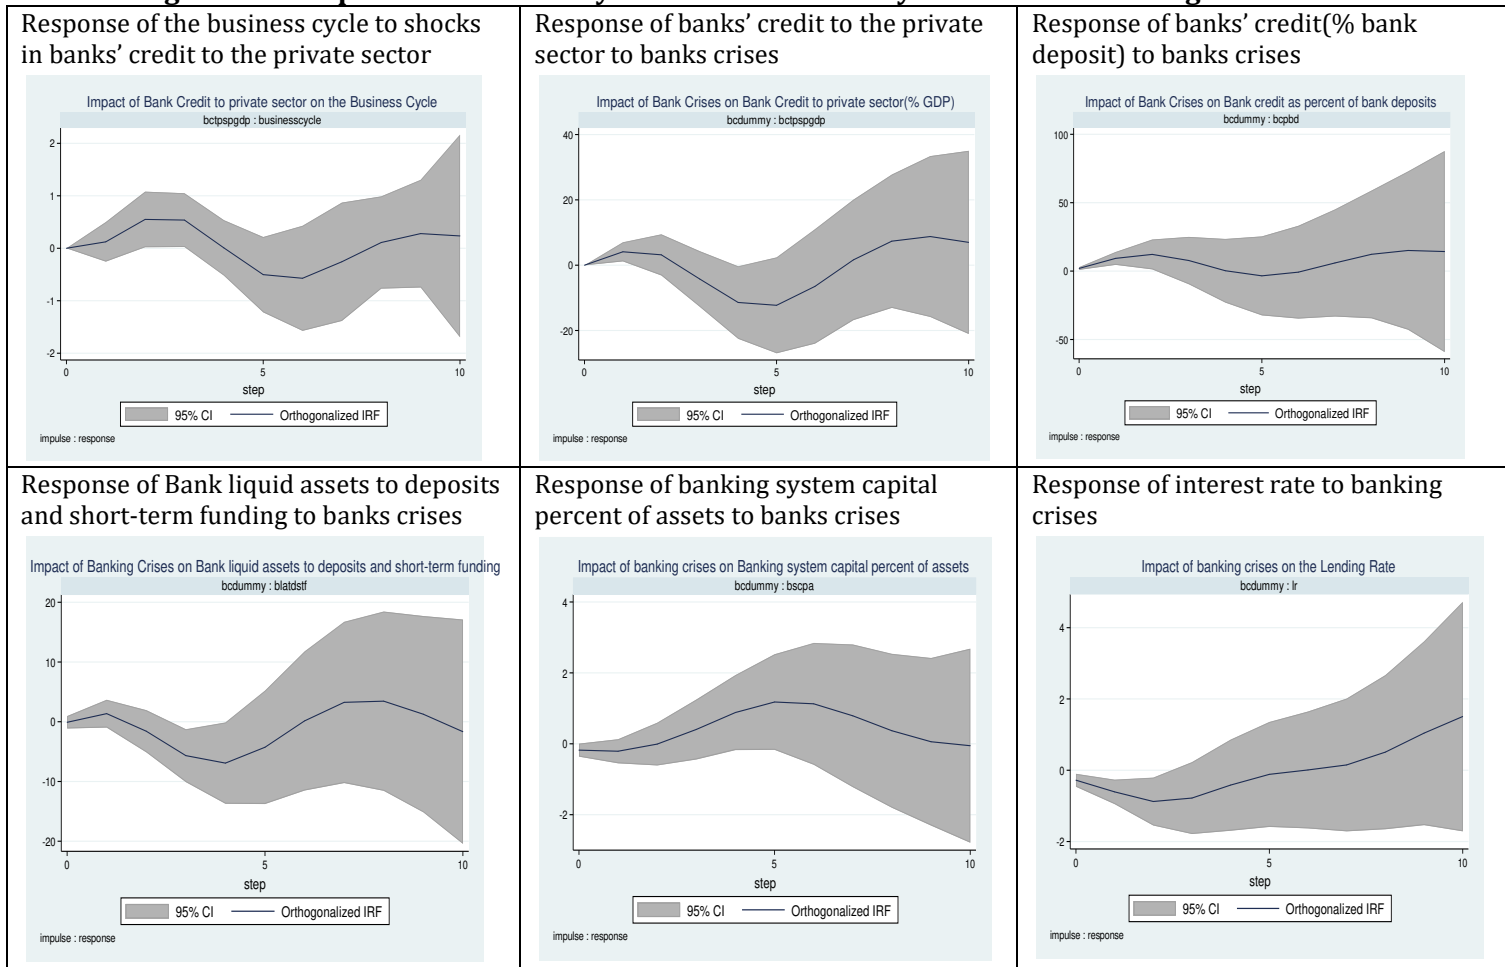 Response of the business cycle to shocks
in banks’ credit to the private sector
Impact of Bank Credit to private sector on the Business Cycle
bctpspgdp : businesscycle
2
1
0
-1
-2
0
5
10
step
95% CI
Orthogonalized IRF
impulse : response
Response of banks’ credit to the private
sector to banks crises
Impact of Bank Crises on Bank Credit to private sector(% GDP)
bcdummy : bctpspgdp
40
20
0
-20
0
5
10
step
95% CI
Orthogonalized IRF
impulse : response
Response of banks’ credit(% bank
deposit) to banks crises
Impact of Bank Crises on Bank credit as percent of bank deposits
bcdummy : bcpbd
100
50
0
-50
0
5
10
step
95% CI
Orthogonalized IRF
impulse : response
Response of Bank liquid assets to deposits
and short-term funding to banks crises
Impact of Banking Crises on Bank liquid assets to deposits and short-term funding
bcdummy : blatdstf
20
10
0
-10
-20
0
5
10
step
95% CI
Orthogonalized IRF
impulse : response
Response of banking system capital
percent of assets to banks crises
Impact of banking crises on Banking system capital percent of assets
bcdummy : bscpa
4
2
0
-2
0
5
10
step
95% CI
Orthogonalized IRF
impulse : response
Response of interest rate to banking
crises
Impact of banking crises on the Lending Rate
bcdummy : lr
4
2
0
-2
0
5
10
step
95% CI
Orthogonalized IRF
impulse : response